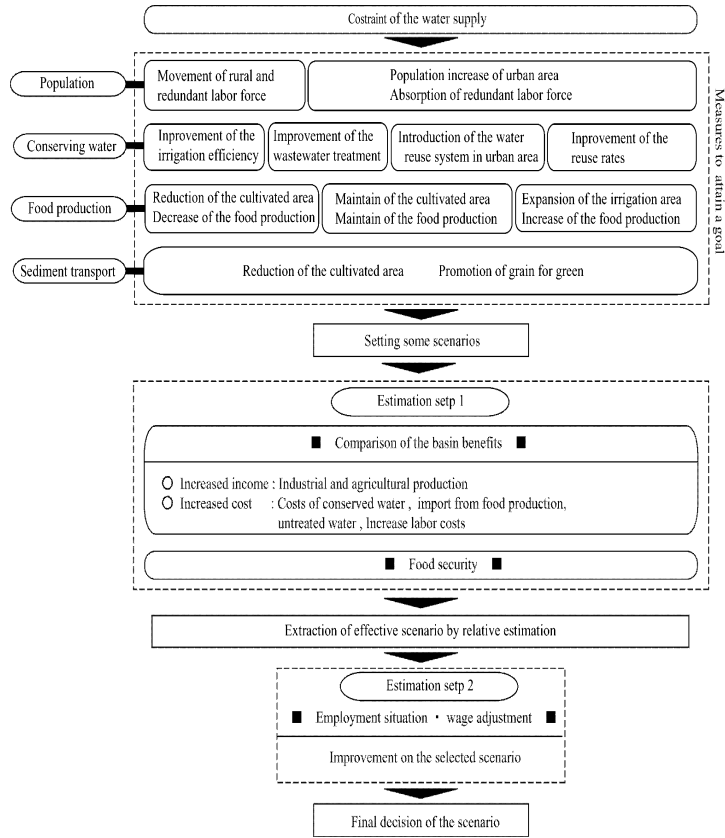 Costraint of the water supply
Population
Movement of rural and
redundant labor force
Population increase of urban area
Absorption of redundant labor force
Conserving water
Inprovement of the
irrigation efficiency
Improvement of the
wastewater treatment
Introduction of the water
reuse system in urban area
Inprovement of the
reuse rates
Food production
Reduction of the cultivated area
Decrease of the food production
Maintain of the cultivated area
Maintain of the food production
Expansion of the irrigation area
Increase of the food production
Sediment transport
Reduction of the cultivated area
Promotion of grain for green
Measures to attain a goal
Setting some scenarios
Estimation setp 1
■ Comparison of the basin benefits ■
○ Increased income : Industrial and agricultural production
○ Increased cost : Costs of conserved water , import from food production,
untreated water , Increase labor costs
■ Food security ■
Extraction of effective scenario by relative estimation
Estimation setp 2
■ Employment situation ・ wage adjustment ■
Improvement on the selected scenario
Final decision of the scenario